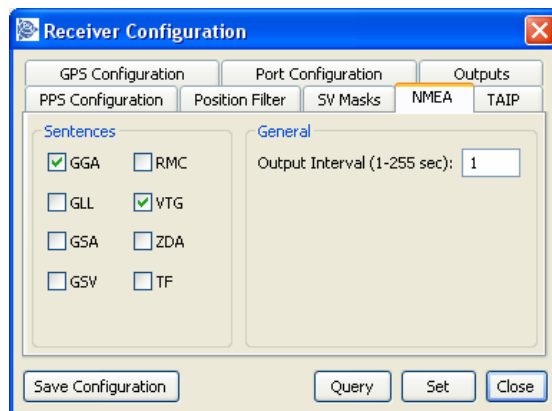 Receiver Configuration
GPS Configuration Port Configuration Outputs
PPS Configuration Position Filter SV Masks NMEA TAIP
Sentences
GGA RMC
GLL VTG
GSA ZDA
GSV TF
General
Output Interval (1-255 sec): 1
Save Configuration Query Set Close